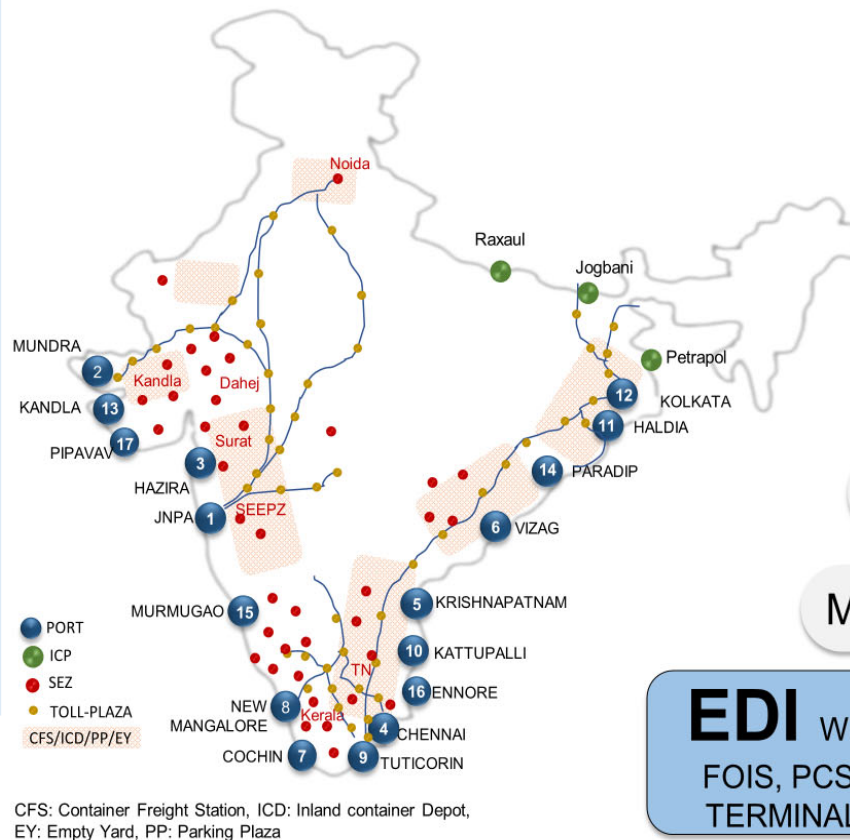 Noida
Raxaul
Jogbani
Petrapol
MUNDRA
2
Kandla
Dahej
KANDLA
13
12
KOLKATA
PIPAVAV
17
Surat
11
HALDIA
HAZIRA
3
14
PARADIP
JNPA
1
SEEPZ
6
VIZAG
MURMUGAO
15
5
KRISHNAPATNAM
M
PORT
ICP
10
KATTUPALLI
SEZ
TN
16
ENNORE
TOLL-PLAZA
NEW
MANGALORE
8
Kerala
4
CHENNAI
CFS/ICD/PP/EY
COCHIN
7
9
TUTICORIN
EDI W
FOIS, PCS
TERMINAL
CFS: Container Freight Station, ICD: Inland container Depot,
EY: Empty Yard, PP: Parking Plaza